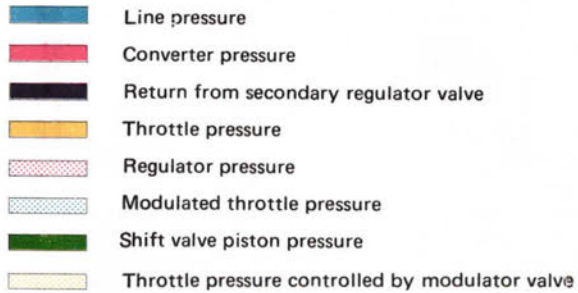 Line pressure
Converter pressure
Return from secondary regulator valve
Throttle pressure
Regulator pressure
Modulated throttle pressure
Shift valve piston pressure
Throttle pressure controlled by modulator valve